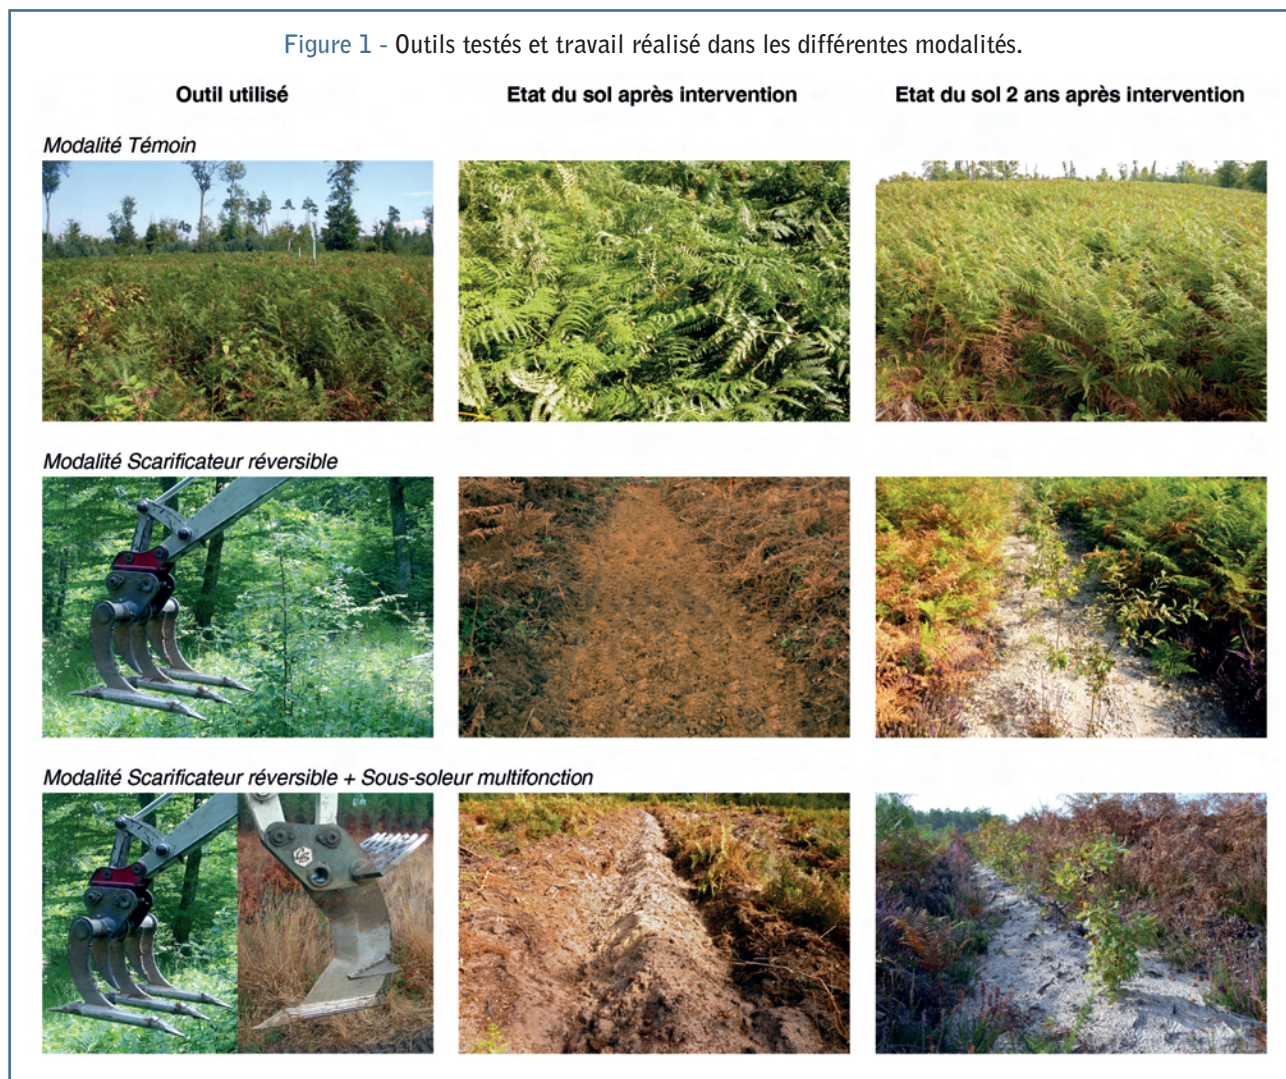 Figure 1 - Outils testés et travail réalisé dans les différentes modalités.
Outil utilisé
Etat du sol après intervention
Etat du sol 2 ans après intervention
Modalité Témoin
Modalité Scarificateur réversible
Modalité Scarificateur réversible + Sous-soleur multifonction